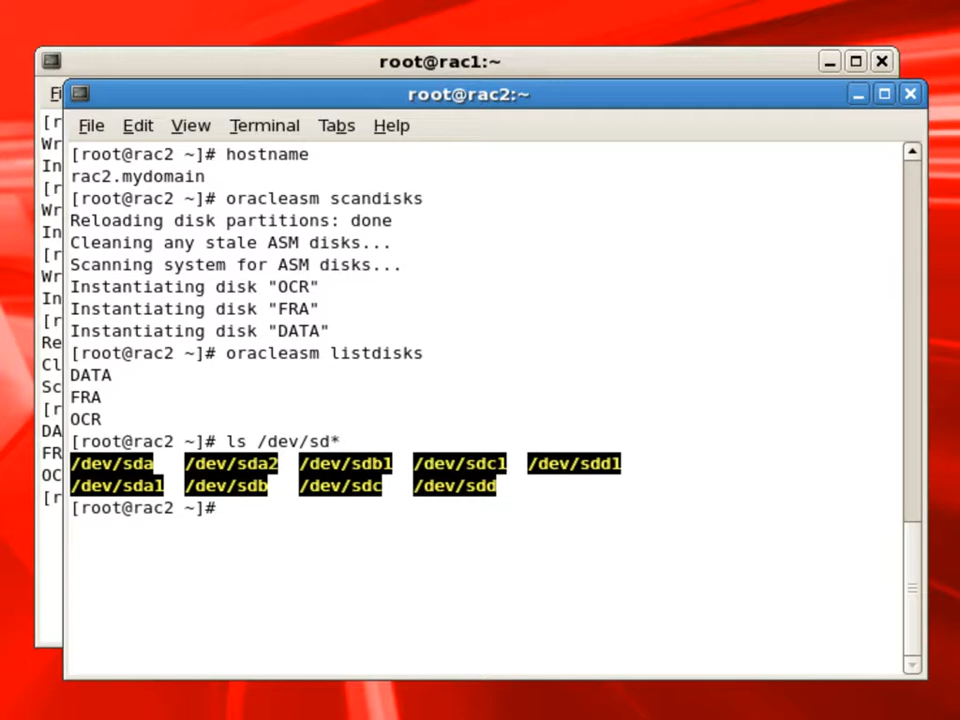 root@rac1:~
root@rac2:~
File Edit View Terminal Tabs Help
[root@rac2 ~]# hostname
rac2.mydomain
[root@rac2 ~]# oracleasm scandisks
Reloading disk partitions: done
Cleaning any stale ASM disks...
Scanning system for ASM disks...
Instantiating disk "OCR"
Instantiating disk "FRA"
Instantiating disk "DATA"
[root@rac2 ~]# oracleasm listdisks
DATA
FRA
OCR
[root@rac2 ~]# ls /dev/sd*
/dev/sda /dev/sda2 /dev/sdb1 /dev/sdc1 /dev/sdd1
/dev/sda1 /dev/sdb /dev/sdc /dev/sdd
[root@rac2 ~]#